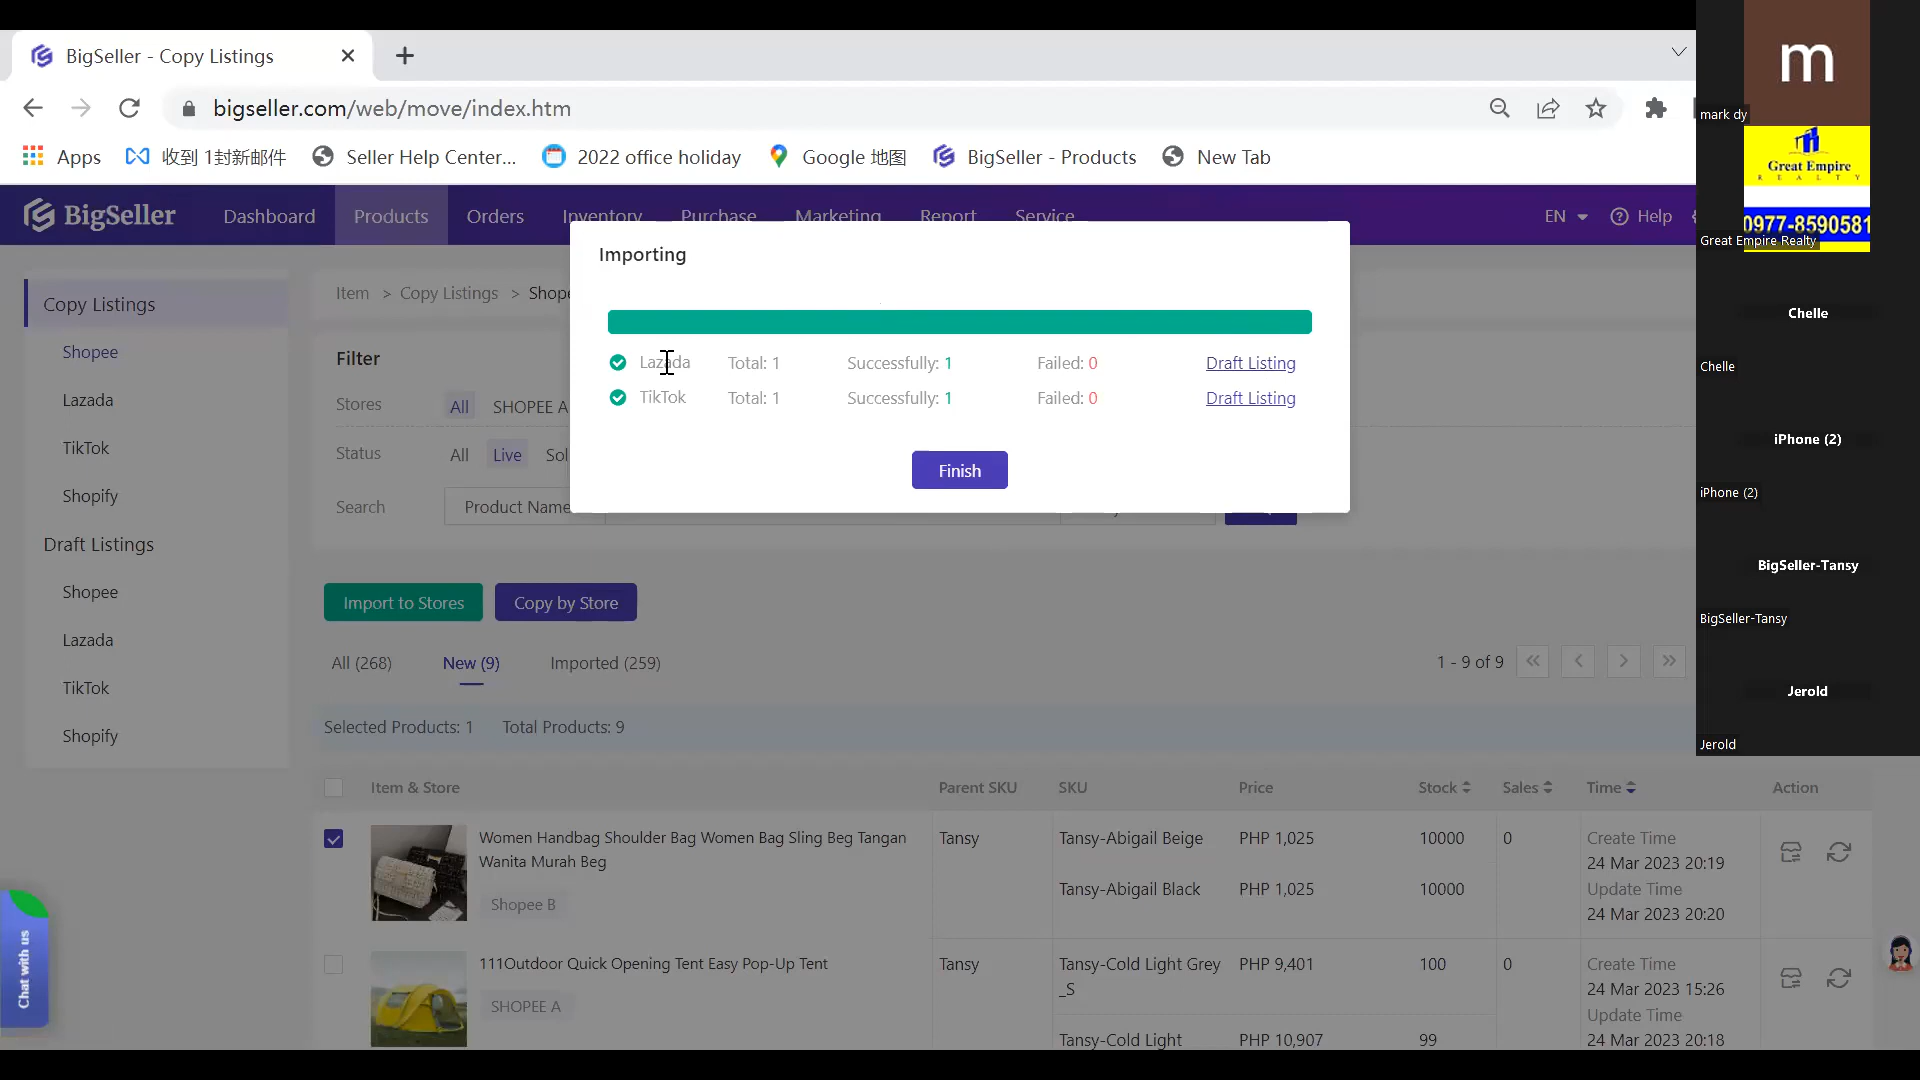 BigSeller - Copy Listings
bigseller.com/web/move/index.htm
Apps 收到 1封新邮件 Seller Help Center... 2022 office holiday Google 地图 BigSeller - Products New Tab
BigSeller Dashboard Products Orders Inventory Purchase Marketing Report Service EN Help
m
mark dy
Great Empire
REALTY
0977-8590581
Great Empire Realty
Chelle
Chelle
iPhone (2)
iPhone (2)
BigSeller-Tansy
BigSeller-Tansy
Jerold
Jerold
Importing
Lazada Total: 1 Successfully: 1 Failed: 0 Draft Listing
TikTok Total: 1 Successfully: 1 Failed: 0 Draft Listing
Finish
Copy Listings
Shopee
Lazada
TikTok
Shopify
Draft Listings
Shopee
Lazada
TikTok
Shopify
Item > Copy Listings >
Filter
Stores All SHOPEE A
Status All Live
Search Product Name
Import to Stores Copy by Store
All (268) New (9) Imported (259) 1 - 9 of 9
Selected Products: 1 Total Products: 9
Item & Store Parent SKU SKU Price Stock Sales Time Action
Women Handbag Shoulder Bag Women Bag Sling Beg Tangan
Wanita Murah Beg
Shopee B
Tansy
Tansy-Abigail Beige PHP 1,025 10000 0
Tansy-Abigail Black PHP 1,025 10000
Create Time
24 Mar 2023 20:19
Update Time
24 Mar 2023 20:20
111Outdoor Quick Opening Tent Easy Pop-Up Tent
SHOPEE A
Tansy
Tansy-Cold Light Grey
_S
PHP 9,401 100 0
Tansy-Cold Light PHP 10,907 99
Create Time
24 Mar 2023 15:26
Update Time
24 Mar 2023 20:18
Chat with us